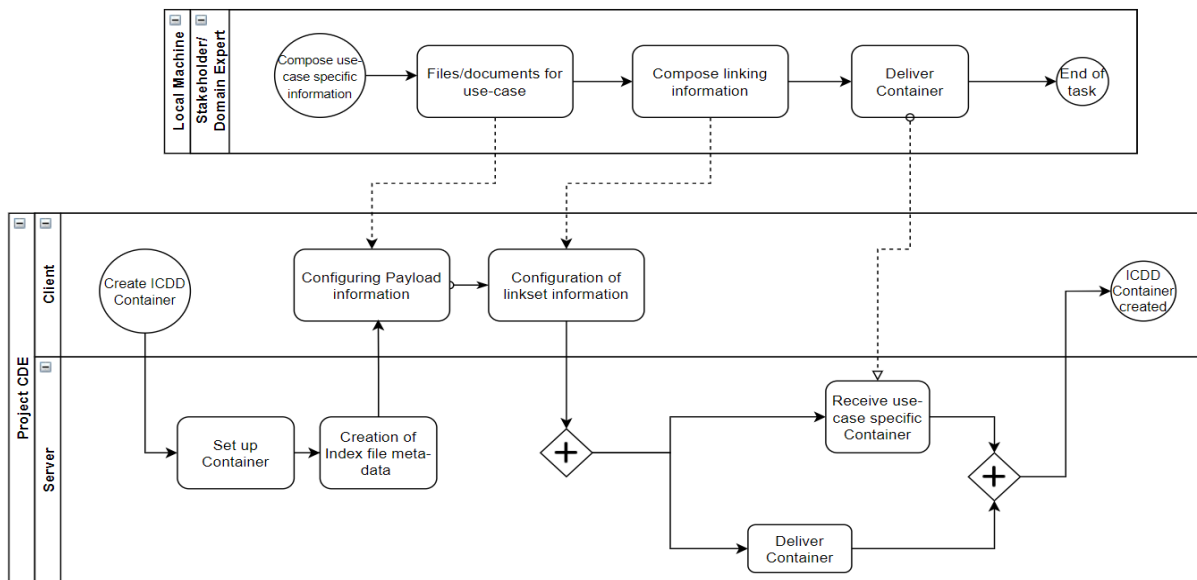 Local Machine
Stakeholder/
Domain Expert
Compose use-
case specific
information
Files/documents for
use-case
Compose linking
information
Deliver
Container
End of
task
Project CDE
Client
Create ICDD
Container
Configuring Payload
information
Configuration of
linkset information
ICDD
Container
created
Server
Set up
Container
Creation of
Index file meta-
data
Receive use-
case specific
Container
Deliver
Container